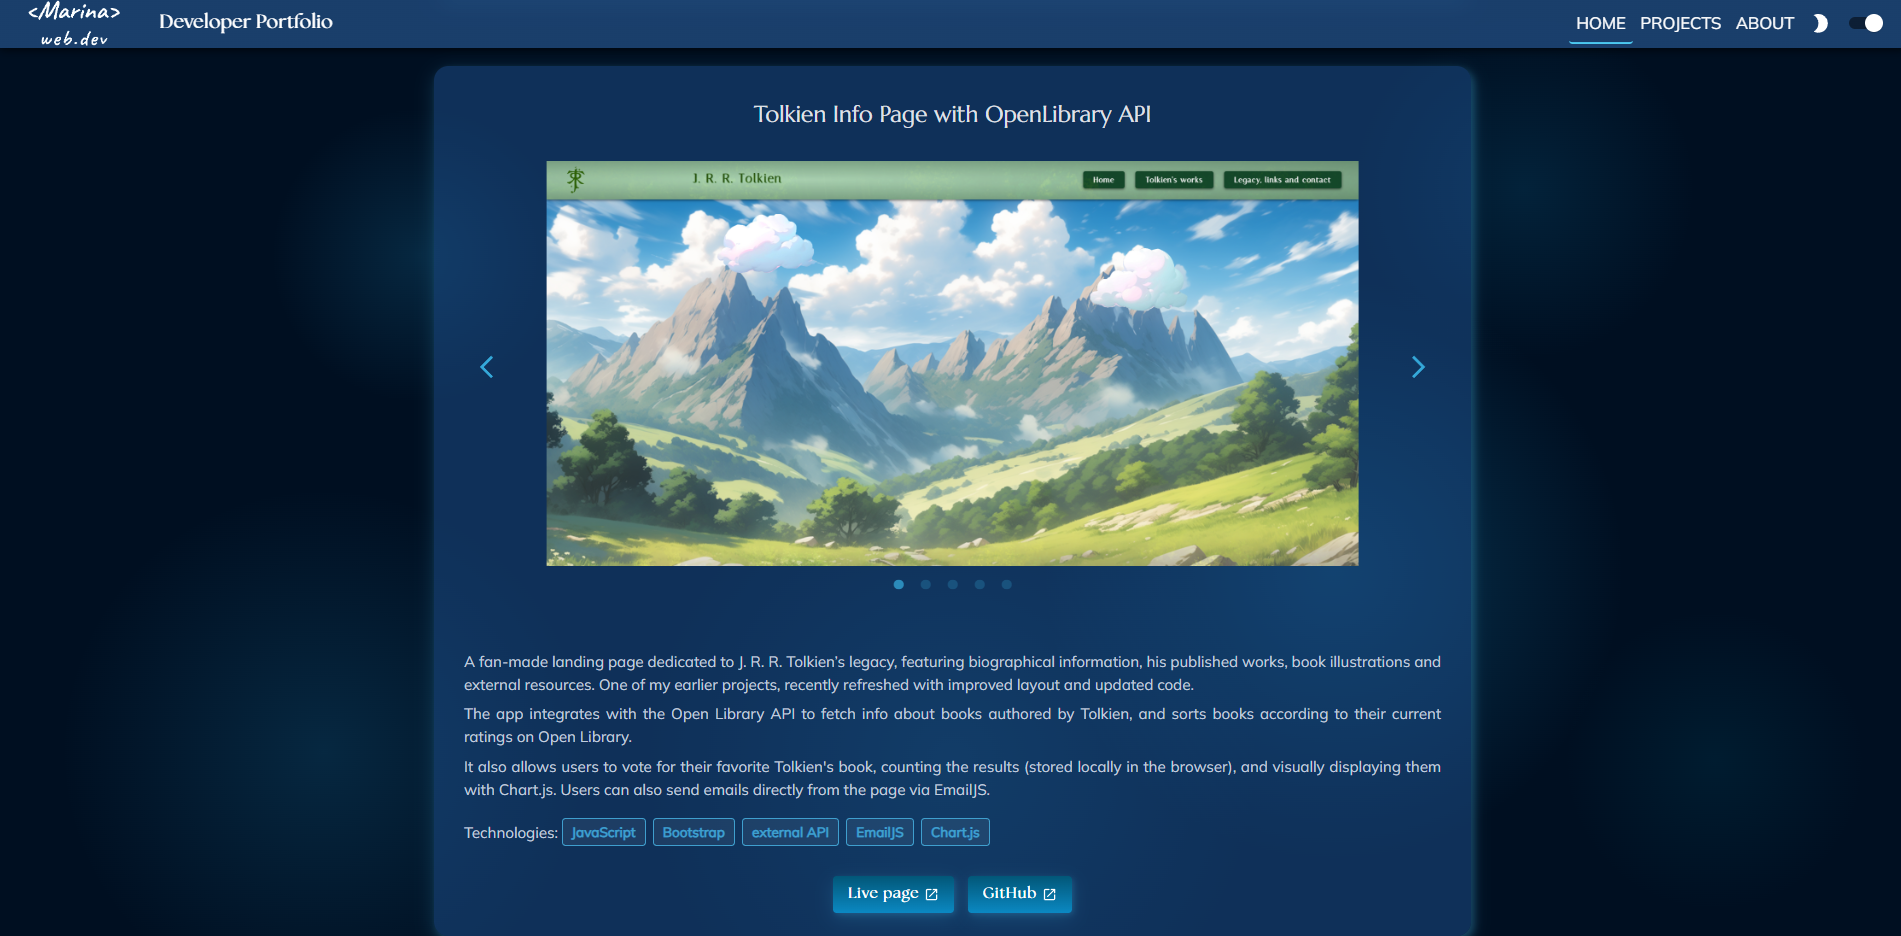 <Marina>
web.dev
Developer Portfolio
HOME PROJECTS ABOUT
Tolkien Info Page with OpenLibrary API
J. R. R. Tolkien
Home
Tolkien's works
Legacy, links and contact
A fan-made landing page dedicated to J. R. R. Tolkien’s legacy, featuring biographical information, his published works, book illustrations and
external resources. One of my earlier projects, recently refreshed with improved layout and updated code.
The app integrates with the Open Library API to fetch info about books authored by Tolkien, and sorts books according to their current
ratings on Open Library.
It also allows users to vote for their favorite Tolkien's book, counting the results (stored locally in the browser), and visually displaying them
with Chart.js. Users can also send emails directly from the page via EmailJS.
Technologies: JavaScript Bootstrap external API EmailJS Chart.js
Live page GitHub